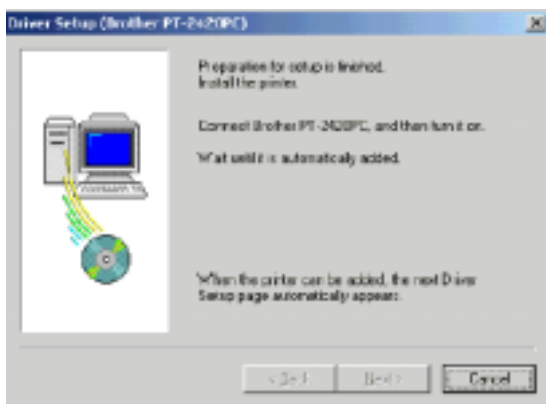 Driver Setup (Brother PT-2420PC)
Preparation for setup is finished.
Install the printer.
Connect Brother PT-2420PC, and then turn it on.
Wait until it is automatically added.
When the printer can be added, the next Driver
Setup page automatically appears.
< Back
Next >
Cancel